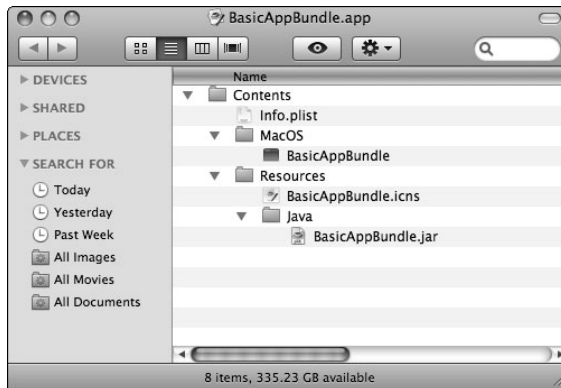 BasicAppBundle.app
Name
DEVICES
SHARED
PLACES
SEARCH FOR
Today
Yesterday
Past Week
All Images
All Movies
All Documents
Contents
Info.plist
MacOS
BasicAppBundle
Resources
BasicAppBundle.icns
Java
BasicAppBundle.jar
8 items, 335.23 GB available